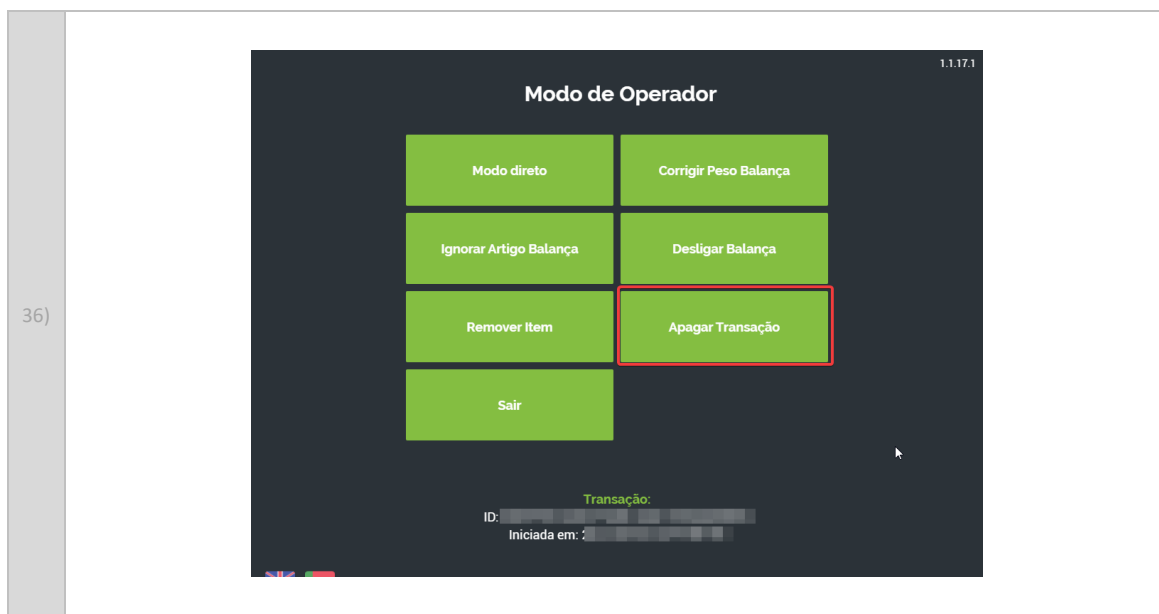 1.1.17.1
Modo de Operador
Modo direto
Corrigir Peso Balança
Ignorar Artigo Balança
Desligar Balança
36)
Remover Item
Apagar Transação
Sair
Transação:
ID:
Iniciada em: